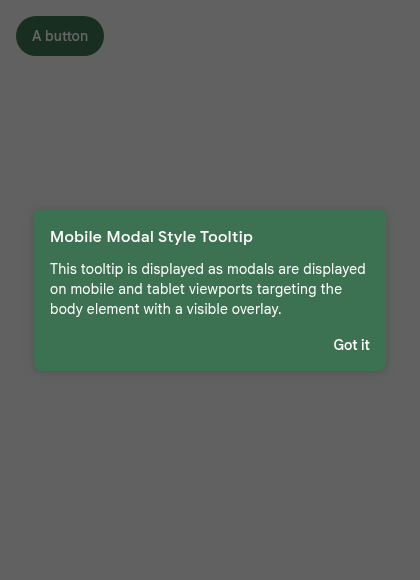 A button
Mobile Modal Style Tooltip
This tooltip is displayed as modals are displayed
on mobile and tablet viewports targeting the
body element with a visible overlay.
Got it